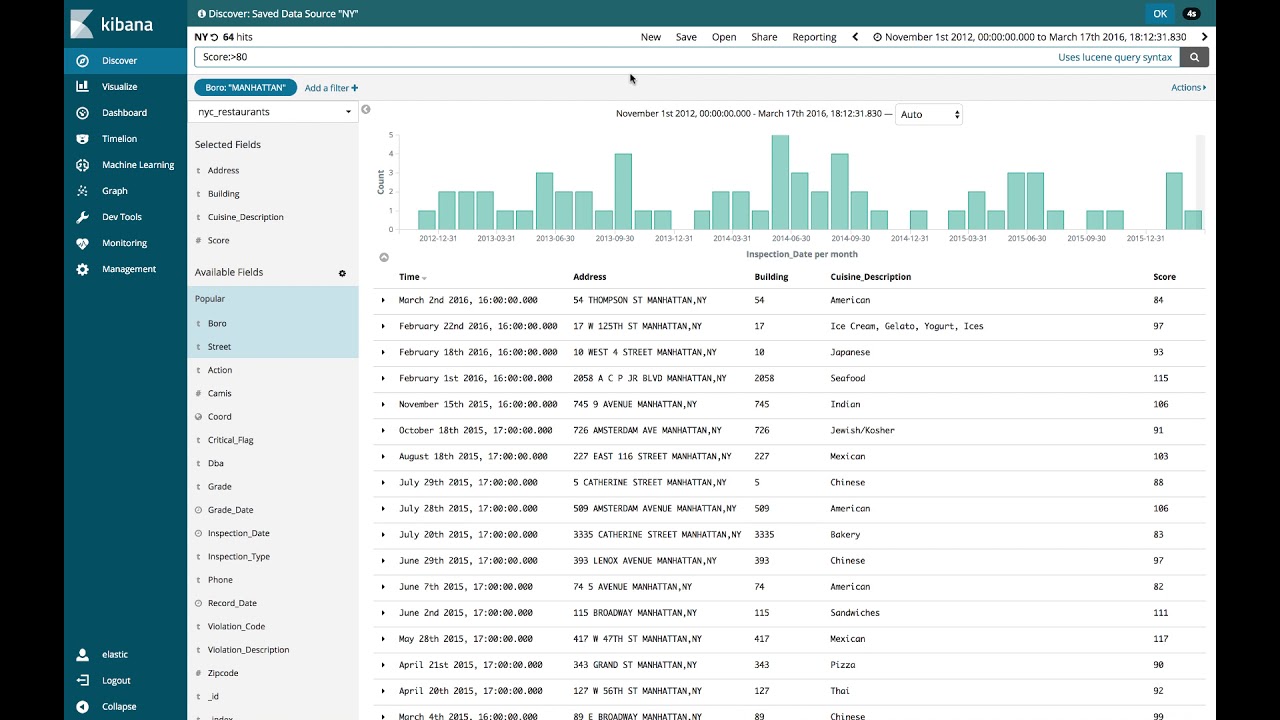 kibana
Discover
Visualize
Dashboard
Timelion
Machine Learning
Graph
Dev Tools
Monitoring
Management
elastic
Logout
Collapse
Discover: Saved Data Source "NY"
OK
4s
NY 64 hits
New Save Open Share Reporting November 1st 2012, 00:00:00.000 to March 17th 2016, 18:12:31.830
Score:>80
Uses lucene query syntax
Boro: "MANHATTAN"
Add a filter +
Actions
nyc_restaurants
Selected Fields
t Address
t Building
t Cuisine_Description
# Score
Available Fields
Popular
t Boro
t Street
t Action
# Camis
Coord
t Critical_Flag
t Dba
t Grade
Grade_Date
Inspection_Date
t Inspection_Type
t Phone
Record_Date
t Violation_Code
t Violation_Description
# Zipcode
t _id
_index
November 1st 2012, 00:00:00.000 - March 17th 2016, 18:12:31.830 — Auto
Count
5
4
3
2
1
0
2012-12-31 2013-03-31 2013-06-30 2013-09-30 2013-12-31 2014-03-31 2014-06-30 2014-09-30 2014-12-31 2015-03-31 2015-06-30 2015-09-30 2015-12-31
Inspection_Date per month
Time Address Building Cuisine_Description Score
March 2nd 2016, 16:00:00.000 54 THOMPSON ST MANHATTAN,NY 54 American 84
February 22nd 2016, 16:00:00.000 17 W 125TH ST MANHATTAN,NY 17 Ice Cream, Gelato, Yogurt, Ices 97
February 18th 2016, 16:00:00.000 10 WEST 4 STREET MANHATTAN,NY 10 Japanese 93
February 1st 2016, 16:00:00.000 2058 A C P JR BLVD MANHATTAN,NY 2058 Seafood 115
November 15th 2015, 16:00:00.000 745 9 AVENUE MANHATTAN,NY 745 Indian 106
October 18th 2015, 17:00:00.000 726 AMSTERDAM AVE MANHATTAN,NY 726 Jewish/Kosher 91
August 18th 2015, 17:00:00.000 227 EAST 116 STREET MANHATTAN,NY 227 Mexican 103
July 29th 2015, 17:00:00.000 5 CATHERINE STREET MANHATTAN,NY 5 Chinese 88
July 28th 2015, 17:00:00.000 509 AMSTERDAM AVENUE MANHATTAN,NY 509 American 106
July 20th 2015, 17:00:00.000 3335 CATHERINE STREET MANHATTAN,NY 3335 Bakery 83
June 29th 2015, 17:00:00.000 393 LENOX AVENUE MANHATTAN,NY 393 Chinese 97
June 7th 2015, 17:00:00.000 74 5 AVENUE MANHATTAN,NY 74 American 82
June 2nd 2015, 17:00:00.000 115 BROADWAY MANHATTAN,NY 115 Sandwiches 111
May 28th 2015, 17:00:00.000 417 W 47TH ST MANHATTAN,NY 417 Mexican 117
April 21st 2015, 17:00:00.000 343 GRAND ST MANHATTAN,NY 343 Pizza 90
April 20th 2015, 17:00:00.000 127 W 56TH ST MANHATTAN,NY 127 Thai 92
March 4th 2015, 16:00:00.000 89 E BROADWAY MANHATTAN,NY 89 Chinese 99